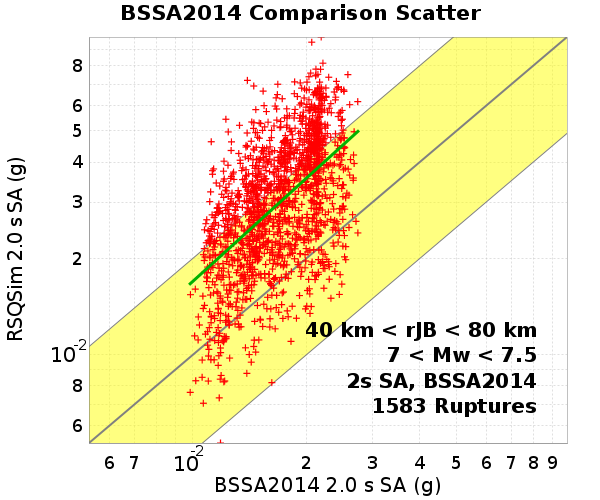 BSSA2014 Comparison Scatter
RSQSim 2.0 s SA (g)
8
6
5
4
3
2
10-2
8
6
40 km < rJB < 80 km
7 < Mw < 7.5
2s SA, BSSA2014
1583 Ruptures
6 7 10-2 2 3 4 5 6 7 8 9
BSSA2014 2.0 s SA (g)